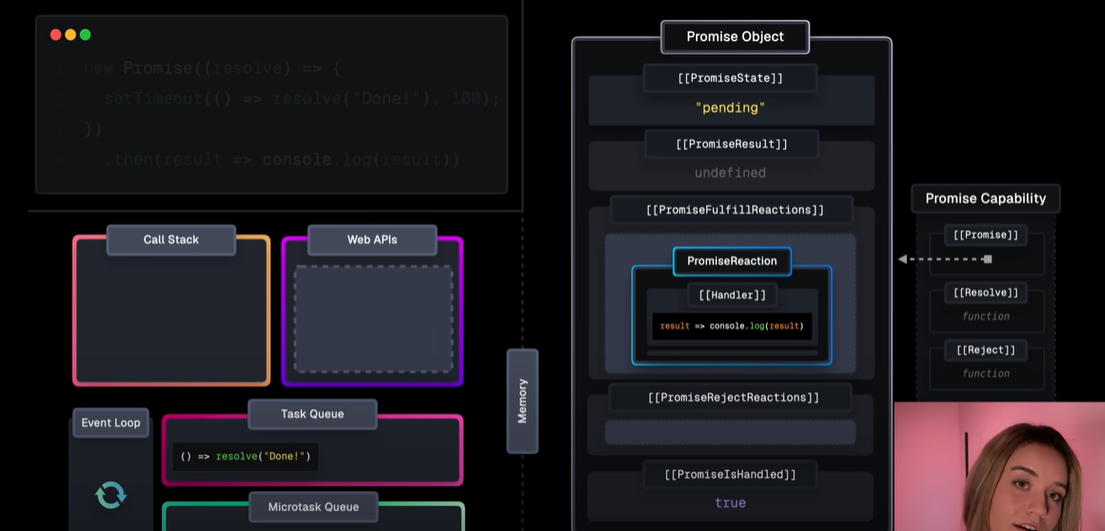 new Promise((resolve) => {
setTimeout(() => resolve("Done!"), 100);
})
.then(result => console.log(result))
Call Stack
Web APIs
Event Loop
Task Queue
() => resolve("Done!")
Microtask Queue
Memory
Promise Object
[[PromiseState]]
"pending"
[[PromiseResult]]
undefined
[[PromiseFulfillReactions]]
PromiseReaction
[[Handler]]
result => console.log(result)
[[PromiseRejectReactions]]
[[PromiseIsHandled]]
true
Promise Capability
[[Promise]]
[[Resolve]]
function
[[Reject]]
function